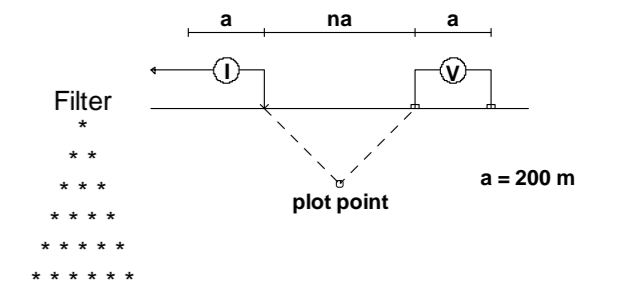 a na a
I V
Filter
*
* *
* * *
* * * *
* * * * *
* * * * * *
a = 200 m
plot point